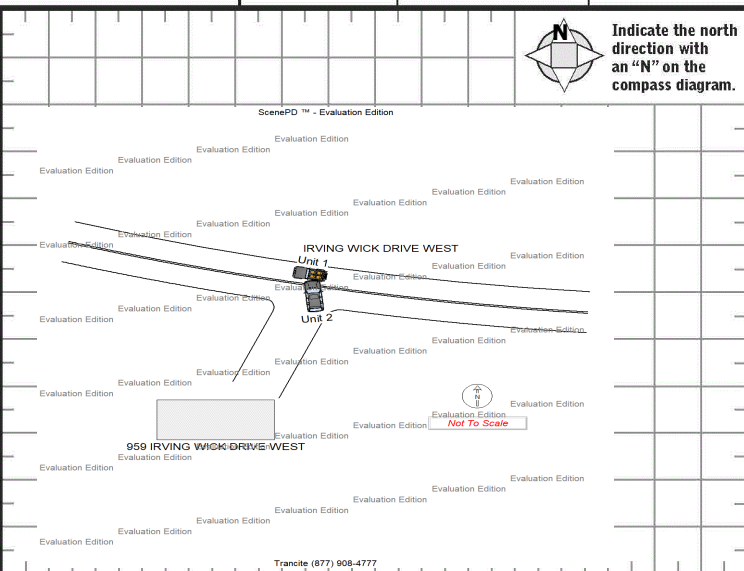 N
Indicate the north
direction with
an “N” on the
compass diagram.
ScenePD ™ - Evaluation Edition
Evaluation Edition
Evaluation Edition
Evaluation Edition
Evaluation Edition
Evaluation Edition
Evaluation Edition
Evaluation Edition
Evaluation Edition
Evaluation Edition
Evaluation Edition
Evaluation Edition
IRVING WICK DRIVE WEST
Evaluation Edition
Unit 1
Evaluation Edition
Evaluation Edition
Evaluation Edition
Evaluation Edition
Evaluation Edition
Unit 2
Evaluation Edition
Evaluation Edition
Evaluation Edition
Evaluation Edition
Evaluation Edition
Evaluation Edition
Evaluation Edition
Evaluation Edition
N
Evaluation Edition
Evaluation Edition
Not To Scale
Evaluation Edition
Evaluation Edition
959 IRVING WICK DRIVE WEST
Evaluation Edition
Evaluation Edition
Evaluation Edition
Evaluation Edition
Evaluation Edition
Evaluation Edition
Evaluation Edition
Evaluation Edition
Evaluation Edition
Evaluation Edition
Trancite (877) 908-4777